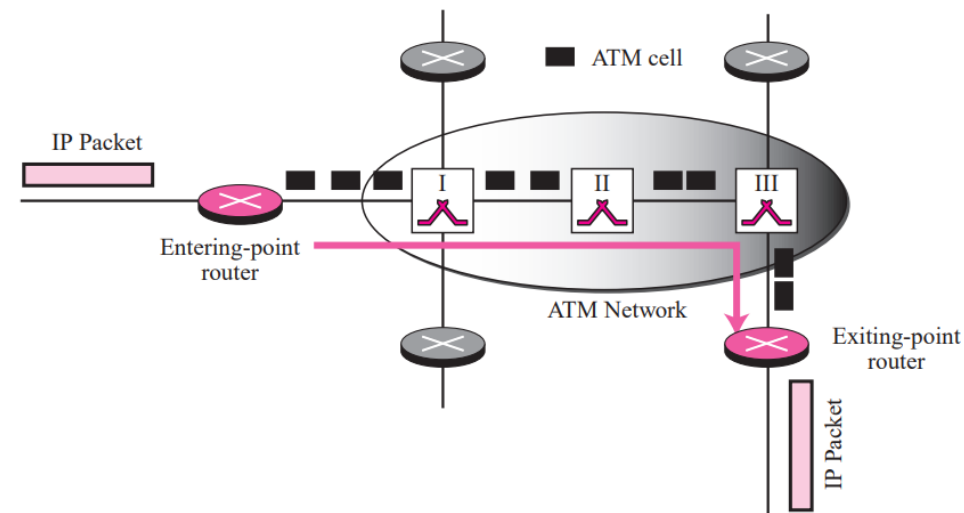 ATM cell
IP Packet
I
II
III
Entering-point
router
ATM Network
Exiting-point
router
IP Packet